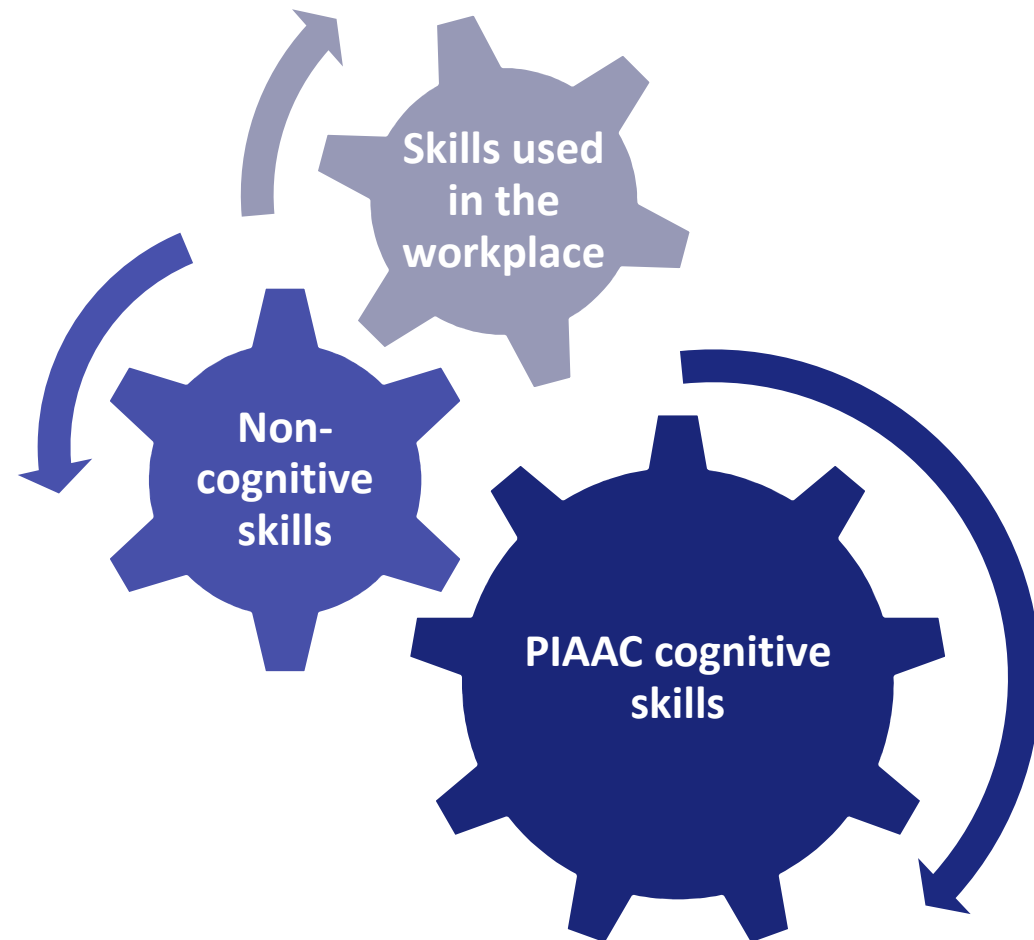 Skills used
in the
workplace
Non-
cognitive
skills
PIAAC cognitive
skills